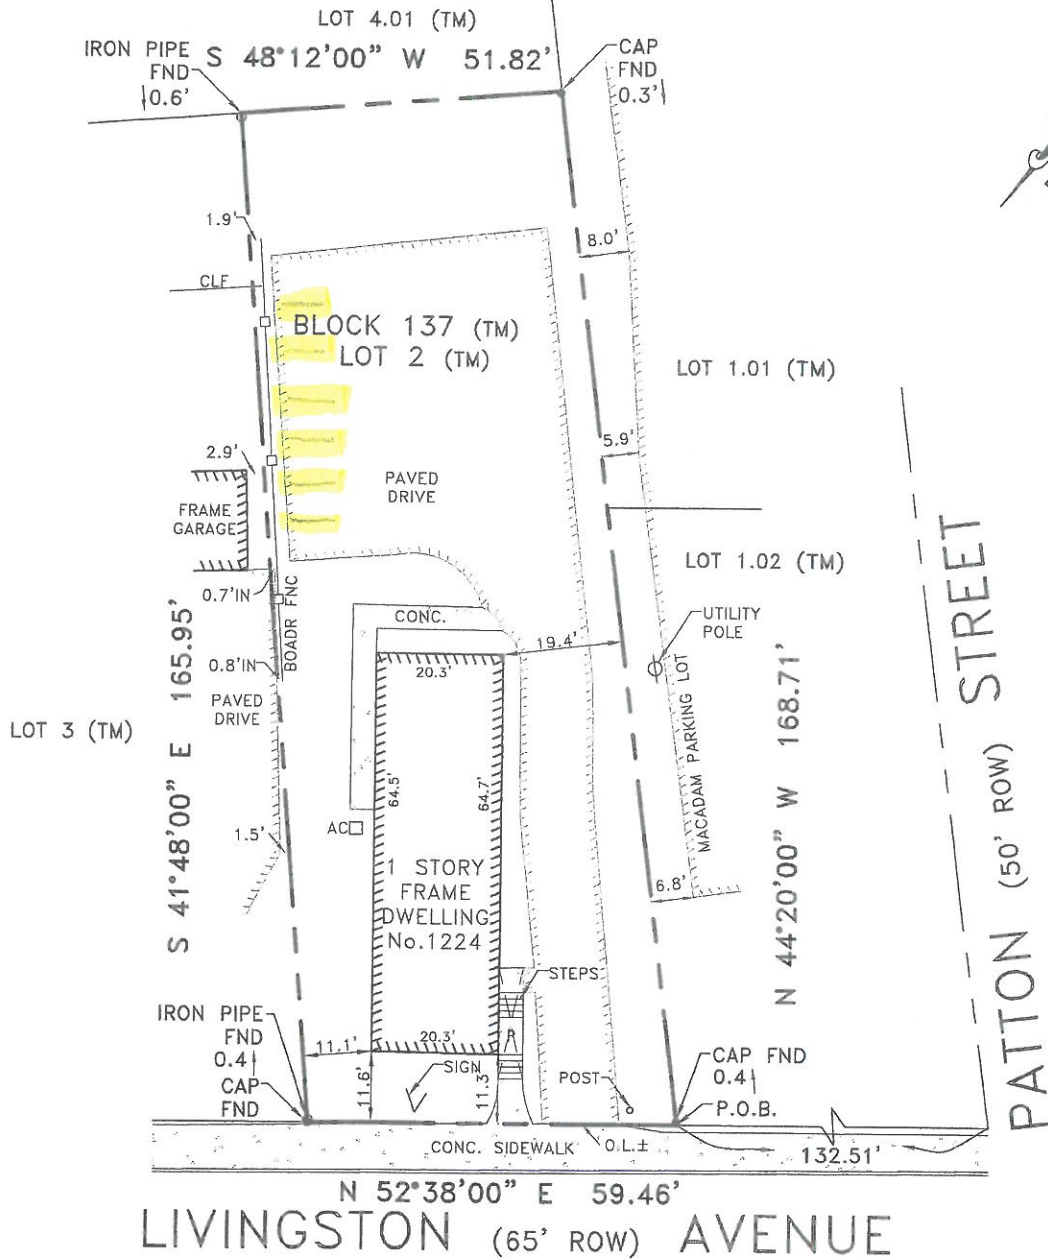 LOT 4.01 (TM)
IRON PIPE
FND
0.6'
S 48°12'00" W 51.82'
CAP
FND
0.3'
1.9'
8.0'
CLF
BLOCK 137 (TM)
LOT 2 (TM)
LOT 1.01 (TM)
2.9'
5.9'
PAVED
DRIVE
FRAME
GARAGE
LOT 1.02 (TM)
0.7'IN
BOADR FNC
CONC.
UTILITY
POLE
19.4'
0.8'IN
20.3'
PAVED
DRIVE
LOT 3 (TM)
S 41°48'00" E 165.95'
64.5'
64.7'
MACADAM PARKING LOT
N 44°20'00" W 168.71'
PATTON STREET (50' ROW)
AC
1.5'
1 STORY
FRAME
DWELLING
No.1224
6.8'
STEPS
IRON PIPE
FND
0.4'
CAP
FND
11.1'
20.3'
R
11.6'
SIGN
11.3'
POST
CAP FND
0.4'
P.O.B.
CONC. SIDEWALK
O.L.±
132.51'
N 52°38'00" E 59.46'
LIVINGSTON (65' ROW) AVENUE